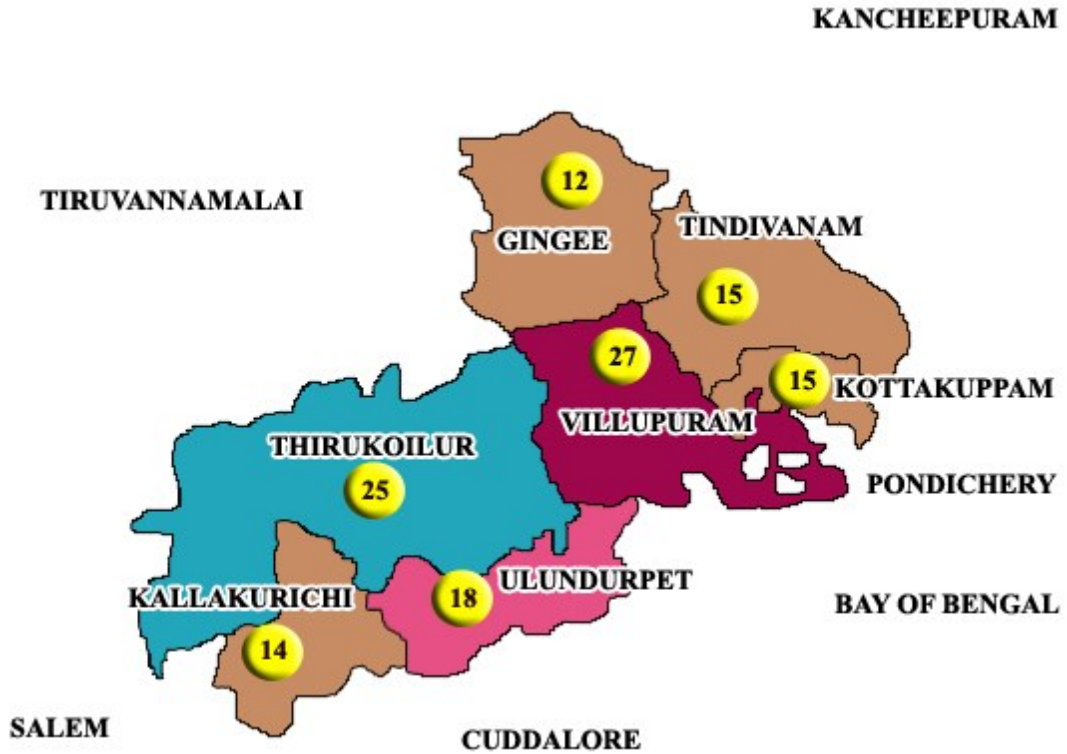 KANCHEEPURAM
12
TIRUVANNAMALAI
TINDIVANAM
GINGEE
15
27
15
KOTTAKUPPAM
VILLUPURAM
THIRUKOILUR
25
PONDICHERY
ULUNDURPET
KALLAKURICHI
18
BAY OF BENGAL
14
SALEM
CUDDALORE